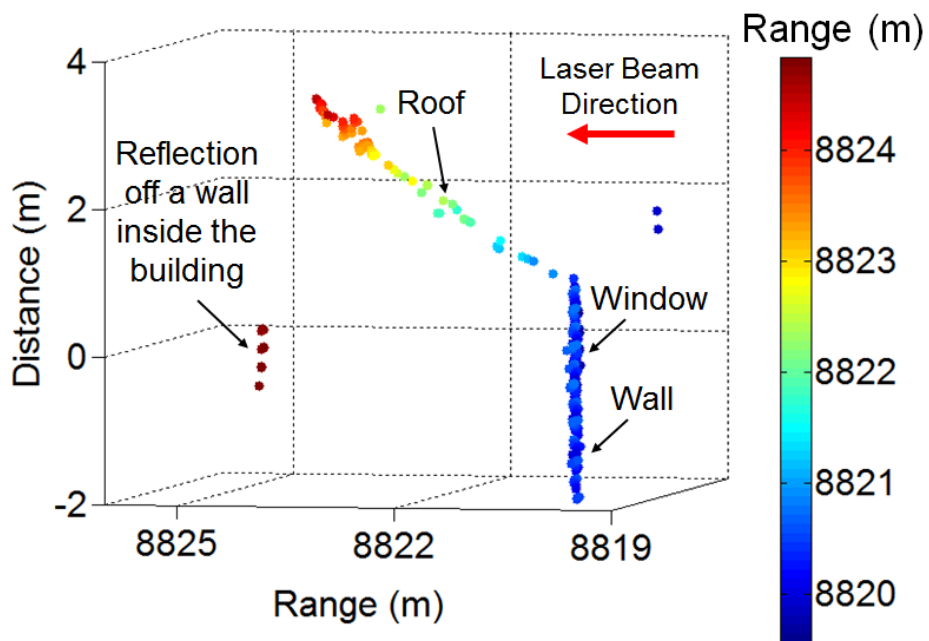 Range (m)
4
Laser Beam
Direction
Roof
Reflection
off a wall
inside the
building
8824
2
8823
Window
Distance (m)
0
8822
Wall
8821
-2
8825
8822
8819
8820
Range (m)